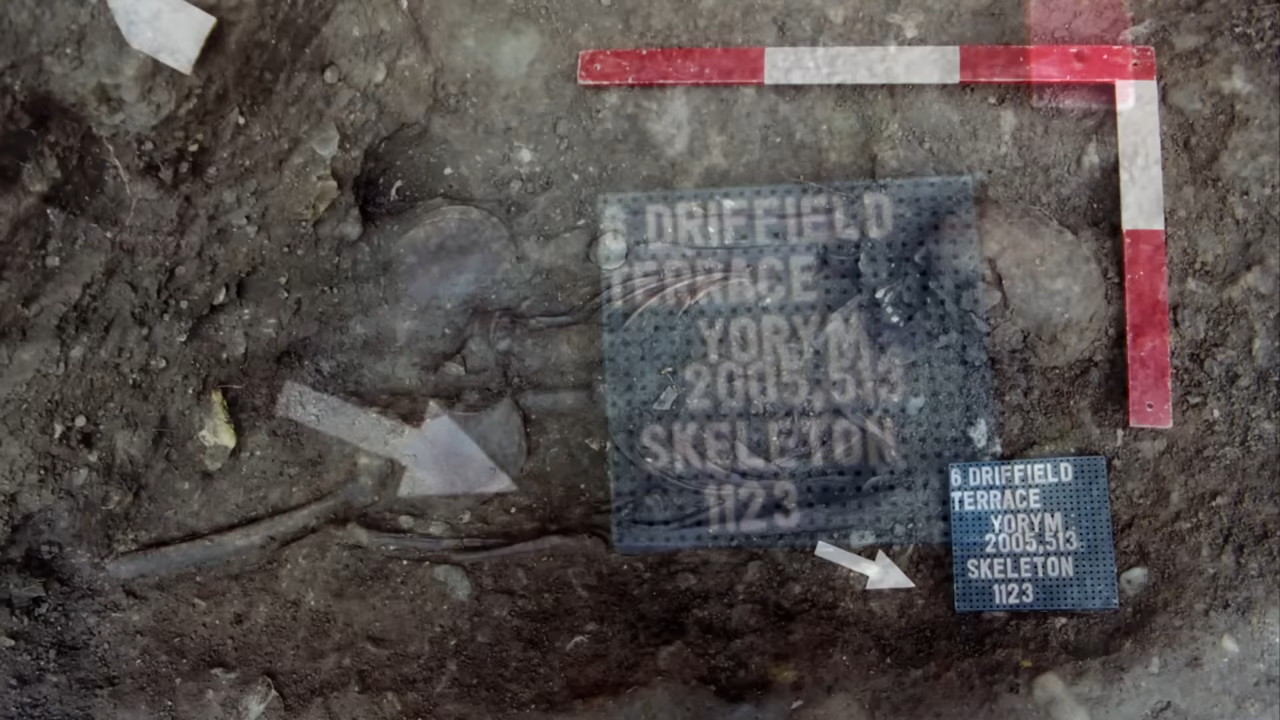 6 DRIFFIELD
TERRACE
YORYM
2005.513
SKELETON
1123
6 DRIFFIELD
TERRACE
YORYM
2005.513
SKELETON
1123